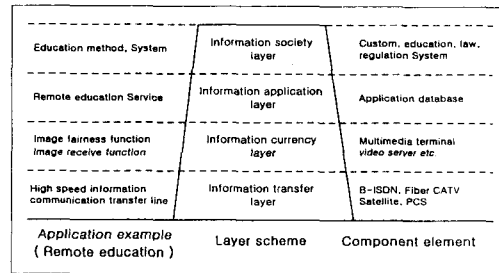 Education method, System
Information society
layer
Custom, education, law,
regulation System
Remote education Service
Information application
layer
Application database
Image fairness function
Image receive function
Information currency
layer
Multimedia terminal
video server etc.
High speed information
communication transfer line
Information transfer
layer
B-ISDN, Fiber CATV
Satellite, PCS
Application example
( Remote education )
Layer scheme
Component element